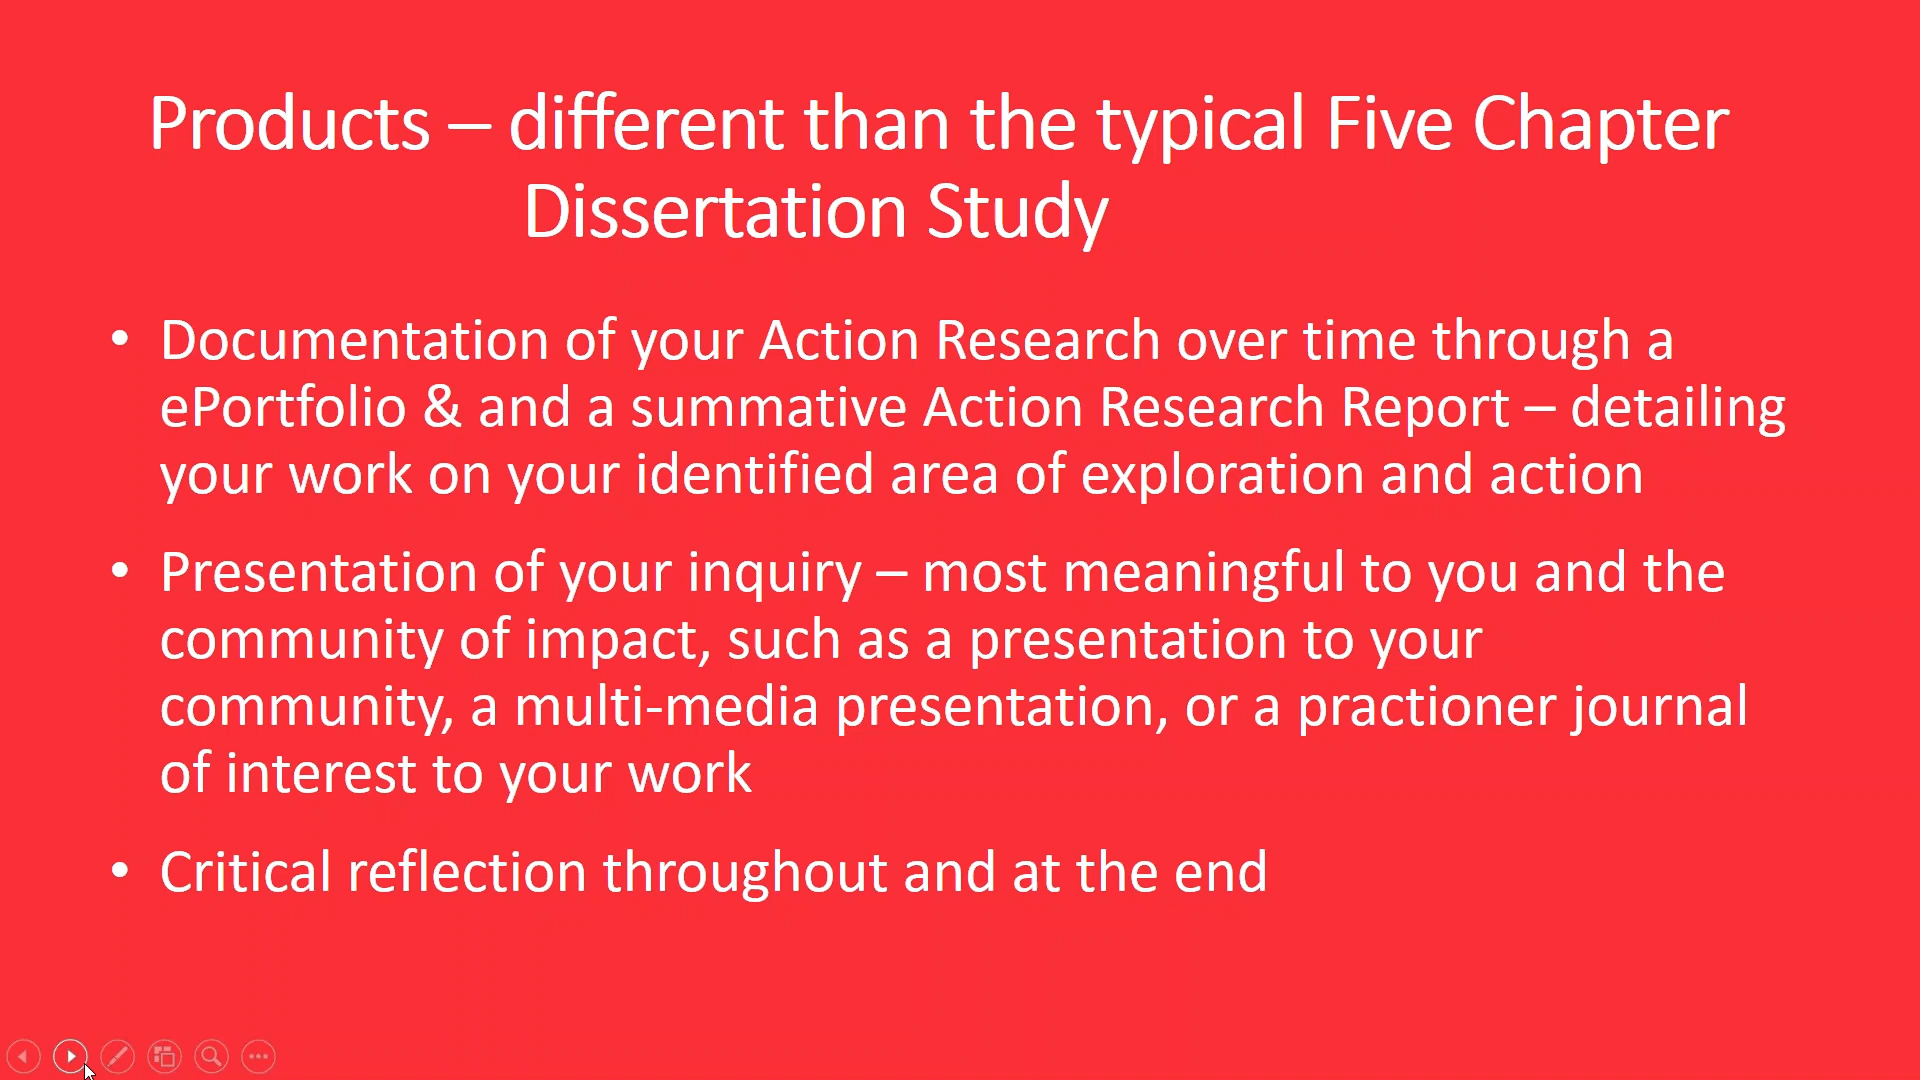 Products – different than the typical Five Chapter
Dissertation Study
• Documentation of your Action Research over time through a
ePortfolio & and a summative Action Research Report – detailing
your work on your identified area of exploration and action
• Presentation of your inquiry – most meaningful to you and the
community of impact, such as a presentation to your
community, a multi-media presentation, or a practioner journal
of interest to your work
• Critical reflection throughout and at the end